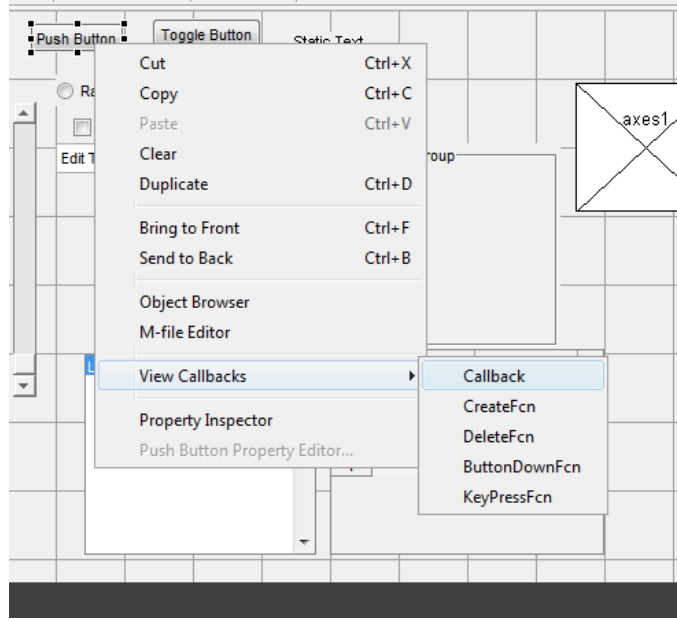 Push Button
Toggle Button
Static Text
Cut Ctrl+X
Copy Ctrl+C
Paste Ctrl+V
Clear
Duplicate Ctrl+D
Bring to Front Ctrl+F
Send to Back Ctrl+B
Object Browser
M-file Editor
View Callbacks
Property Inspector
Push Button Property Editor...
Callback
CreateFcn
DeleteFcn
ButtonDownFcn
KeyPressFcn
Ra
Edit T
roup
axes1
L